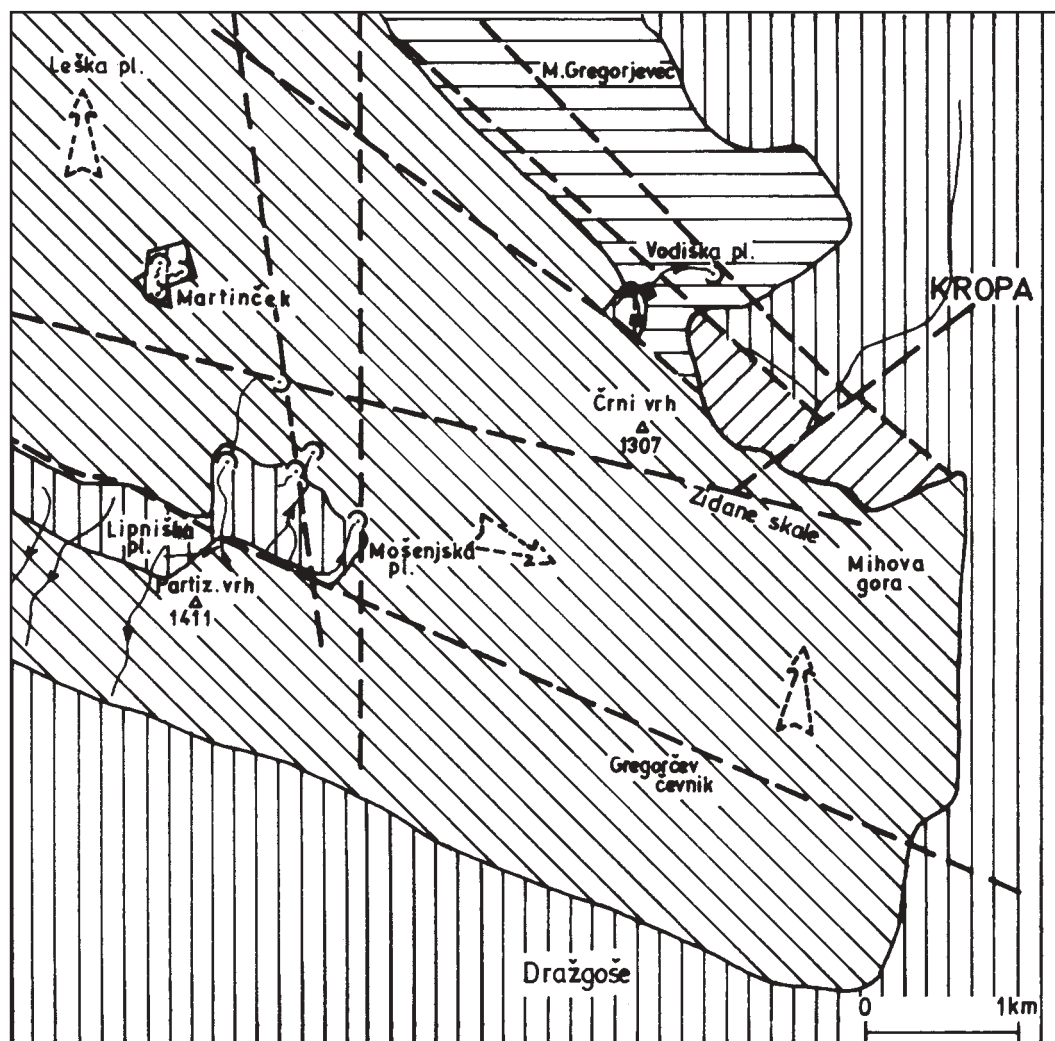 Leška pl.
M.Gregorjevec
Vodiška pl.
KROPA
Martinček
Črni vrh
1307
Zidane skale
Lipniška
pl.
Mošenjska
pl.
Mihova
gora
Partiz. vrh
1411
Gregorčev
čevnik
Dražgoše
0 1km